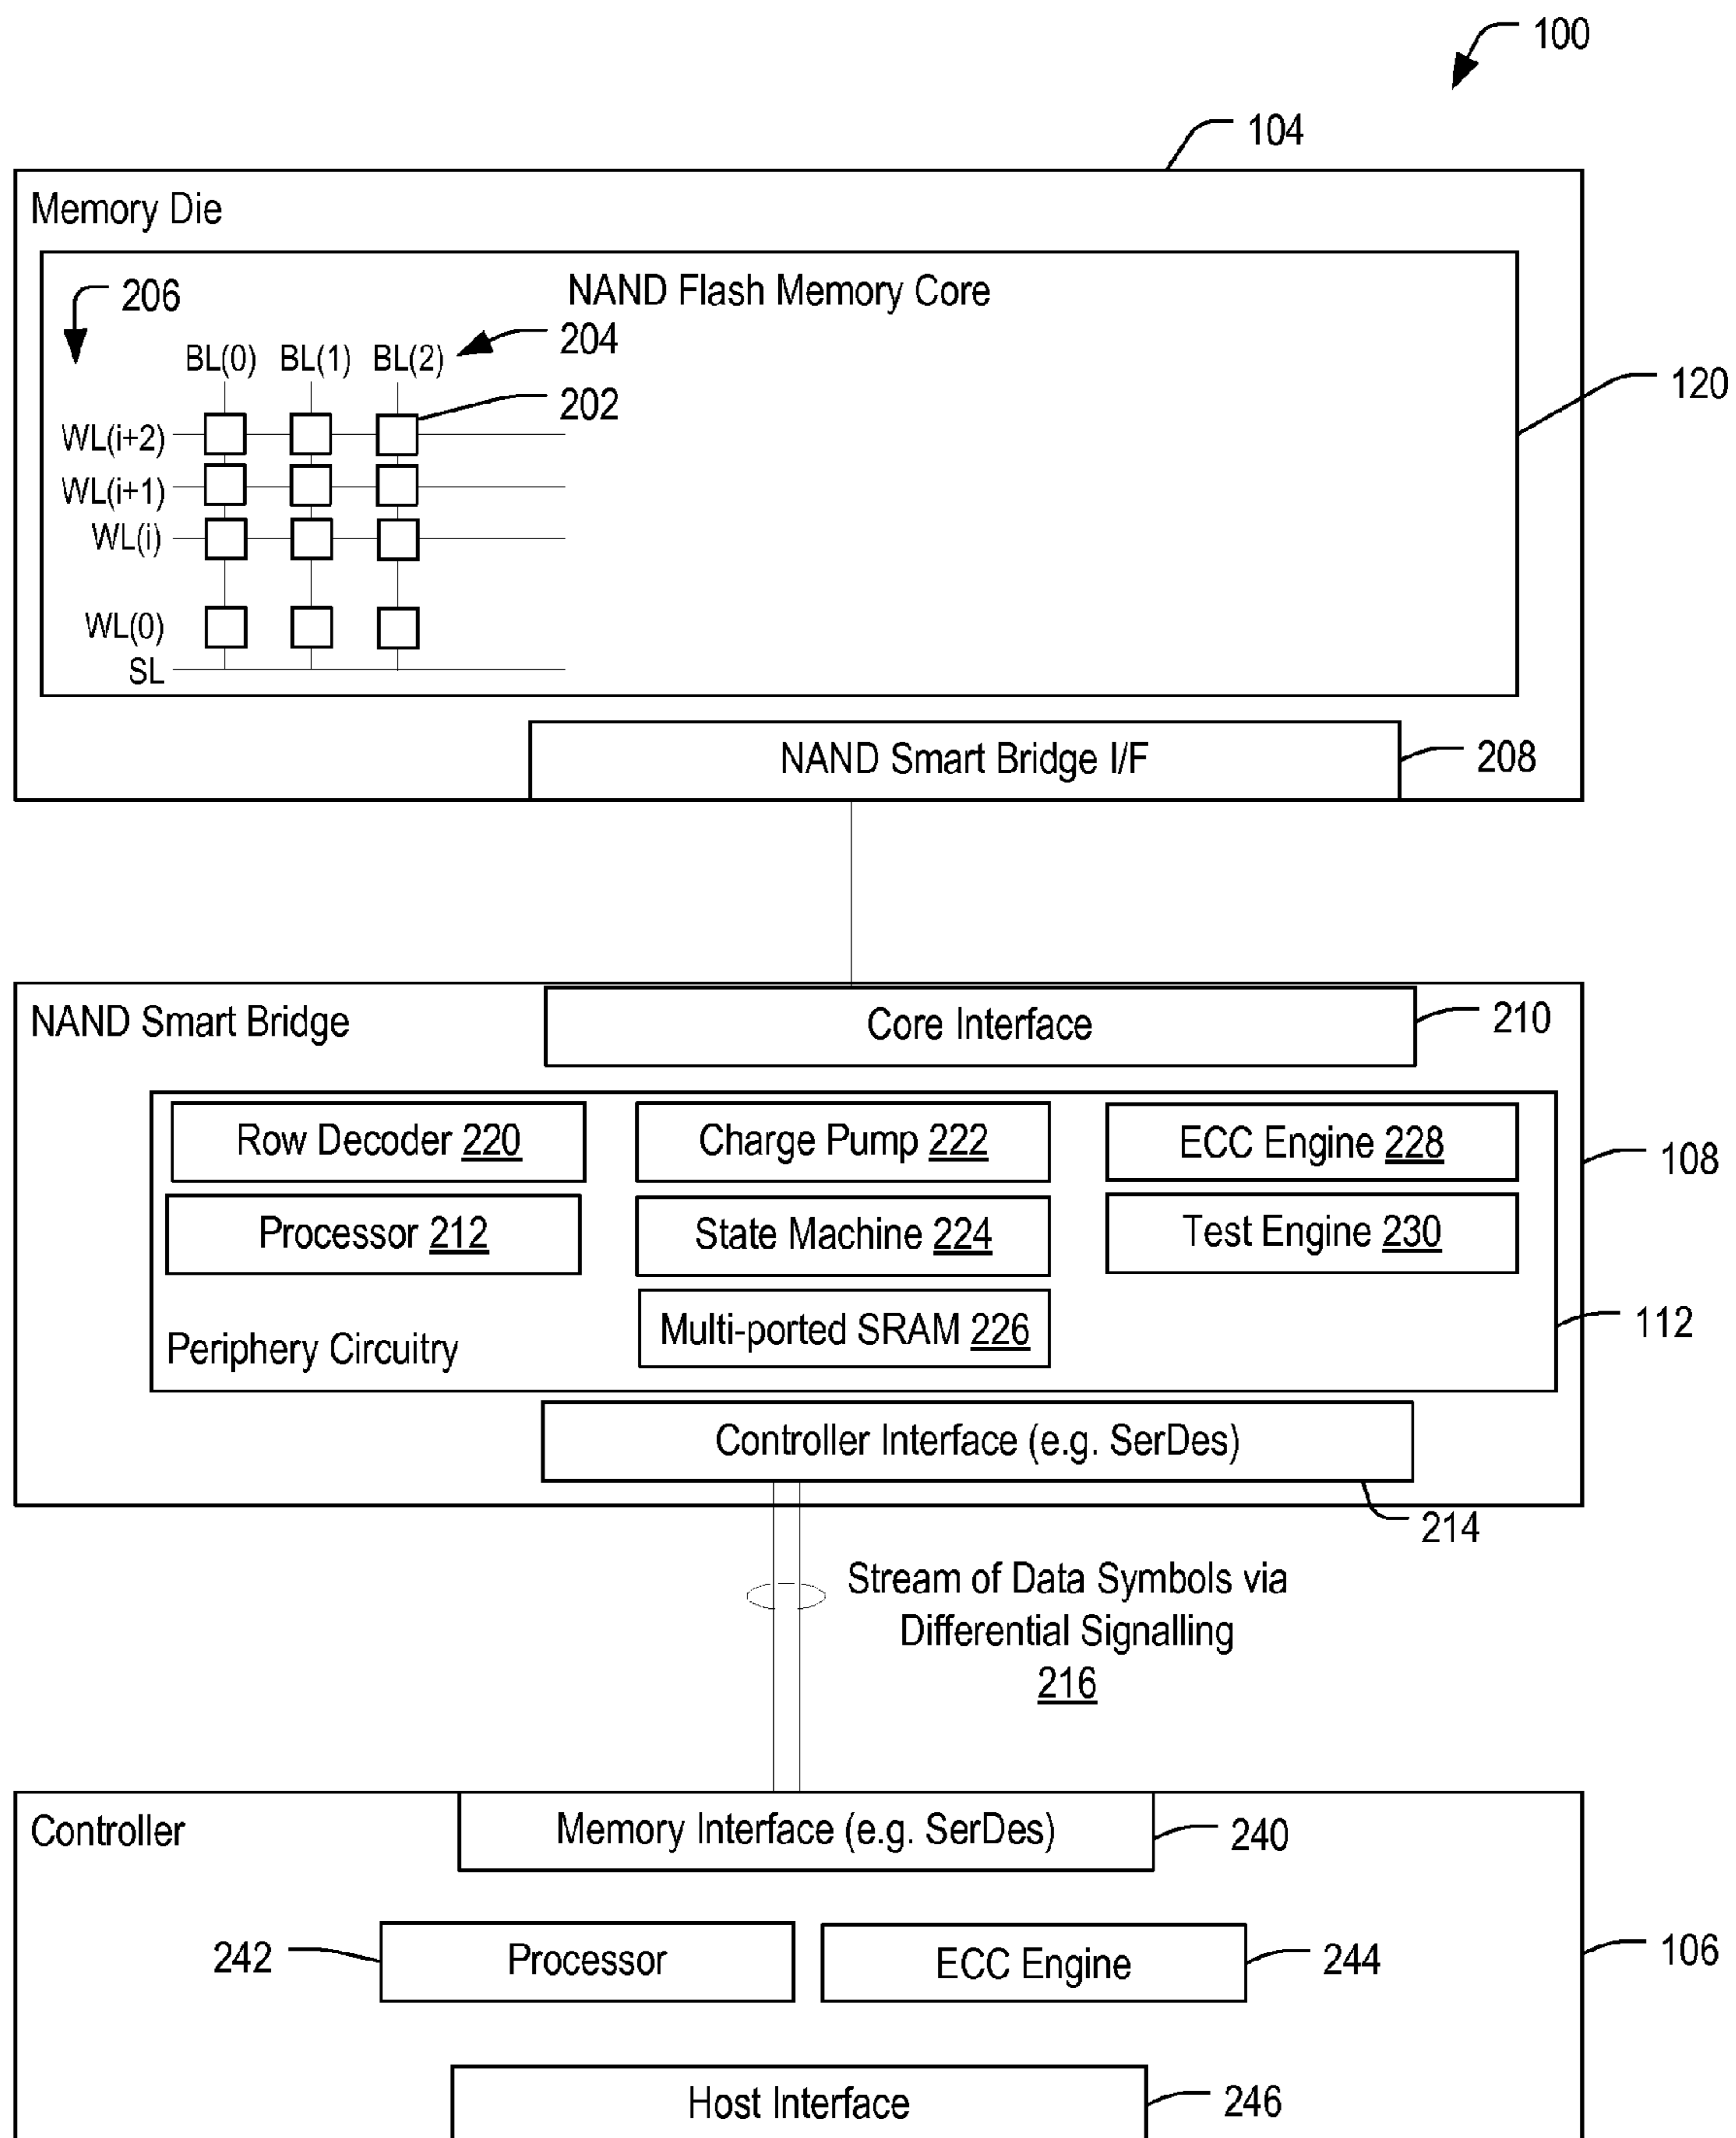 100
104
Memory Die
NAND Flash Memory Core
206
204
BL(0) BL(1) BL(2)
202
120
WL(i+2)
WL(i+1)
WL(i)
WL(0)
SL
NAND Smart Bridge I/F
208
NAND Smart Bridge
Core Interface
210
Row Decoder 220
Charge Pump 222
ECC Engine 228
108
Processor 212
State Machine 224
Test Engine 230
Multi-ported SRAM 226
112
Periphery Circuitry
Controller Interface (e.g. SerDes)
214
Stream of Data Symbols via
Differential Signalling
216
Controller
Memory Interface (e.g. SerDes)
240
242
Processor
ECC Engine
244
106
Host Interface
246